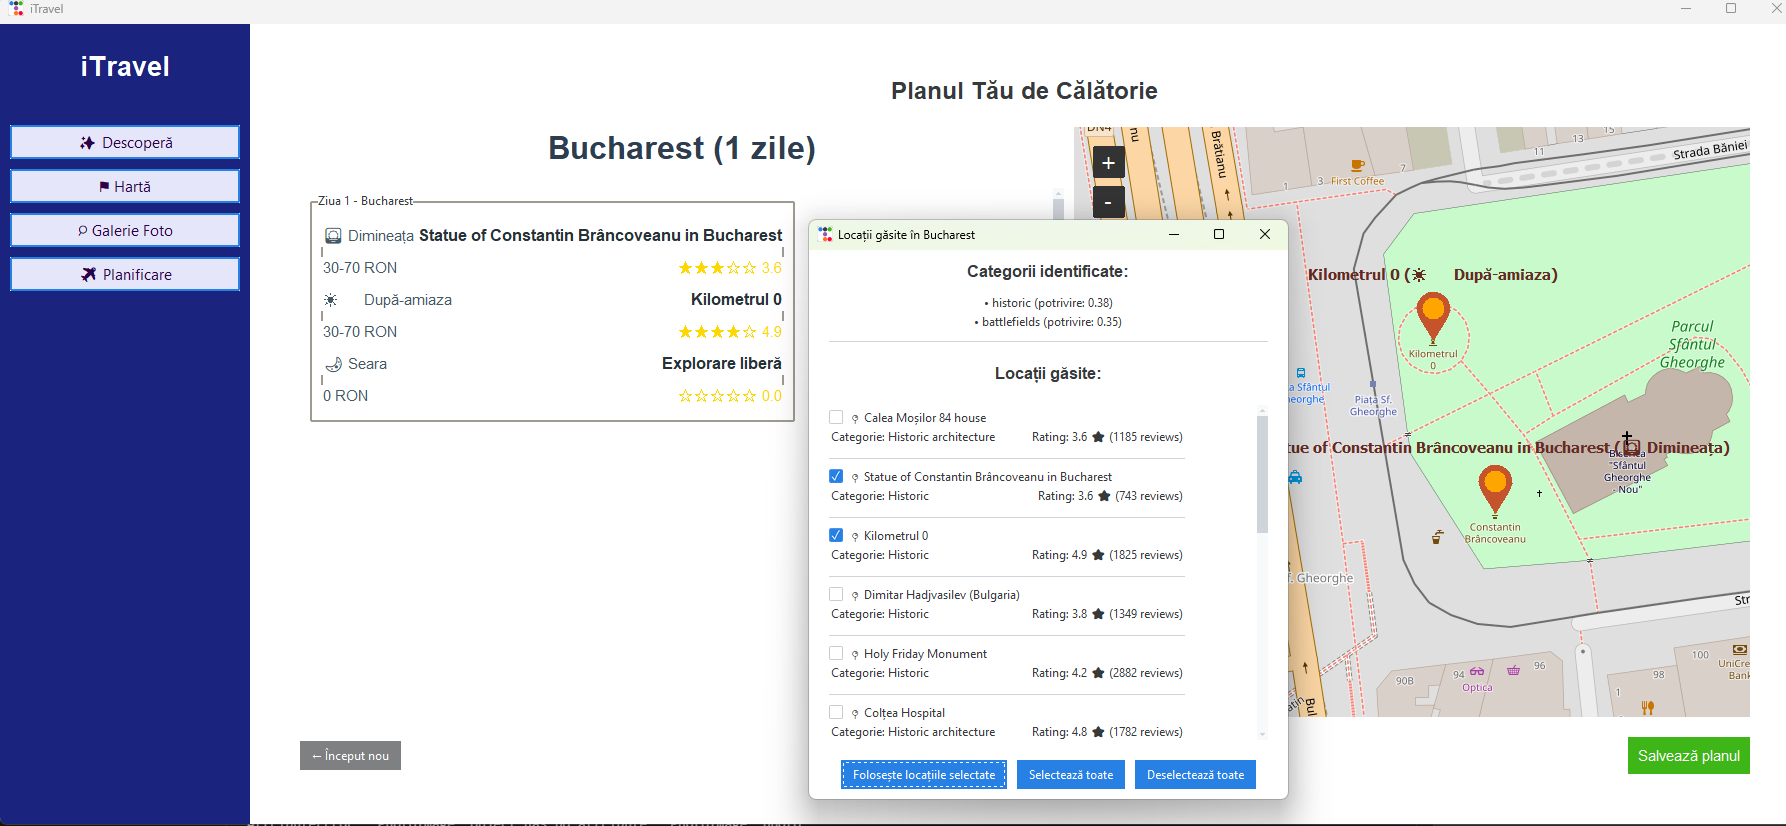 iTravel
iTravel
Descoperă
Hartă
Galerie Foto
Planificare
Planul Tău de Călătorie
Bucharest (1 zile)
Ziua 1 - Bucharest
Dimineața Statue of Constantin Brâncoveanu in Bucharest
30-70 RON ★★★☆☆ 3.6
După-amiaza Kilometrul 0
30-70 RON ★★★★☆ 4.9
Seara Explorare liberă
0 RON ☆☆☆☆☆ 0.0
← Început nou
Locații găsite în Bucharest
Categorii identificate:
• historic (potrivire: 0.38)
• battlefields (potrivire: 0.35)
Locații găsite:
Calea Moșilor 84 house
Categorie: Historic architecture Rating: 3.6 ★ (1185 reviews)
Statue of Constantin Brâncoveanu in Bucharest
Categorie: Historic Rating: 3.6 ★ (743 reviews)
Kilometrul 0
Categorie: Historic Rating: 4.9 ★ (1825 reviews)
Dimitar Hadjvasilev (Bulgaria)
Categorie: Historic Rating: 3.8 ★ (1349 reviews)
Holy Friday Monument
Categorie: Historic Rating: 4.2 ★ (2882 reviews)
Colțea Hospital
Categorie: Historic architecture Rating: 4.8 ★ (1782 reviews)
Folosește locațiile selectate
Selectează toate
Deselectează toate
+
-
DN4
nu
Brătianu
First Coffee
1
3
7
11
13
15
Strada Băniei
Kilometrul 0 (☀ După-amiaza)
Kilometrul
0
Parcul
Sfântul
Gheorghe
a Sfântul
heorghe
Piața Sf.
Gheorghe
tue of Constantin Brâncoveanu in Bucharest ( Dimineața)
Biserica
"Sfântul
Gheorghe
- Nou"
Constantin
Brâncoveanu
f. Gheorghe
Str
90B
94
96
98
100
1
Optica
UniCre
Bank
Bul
Salvează planul